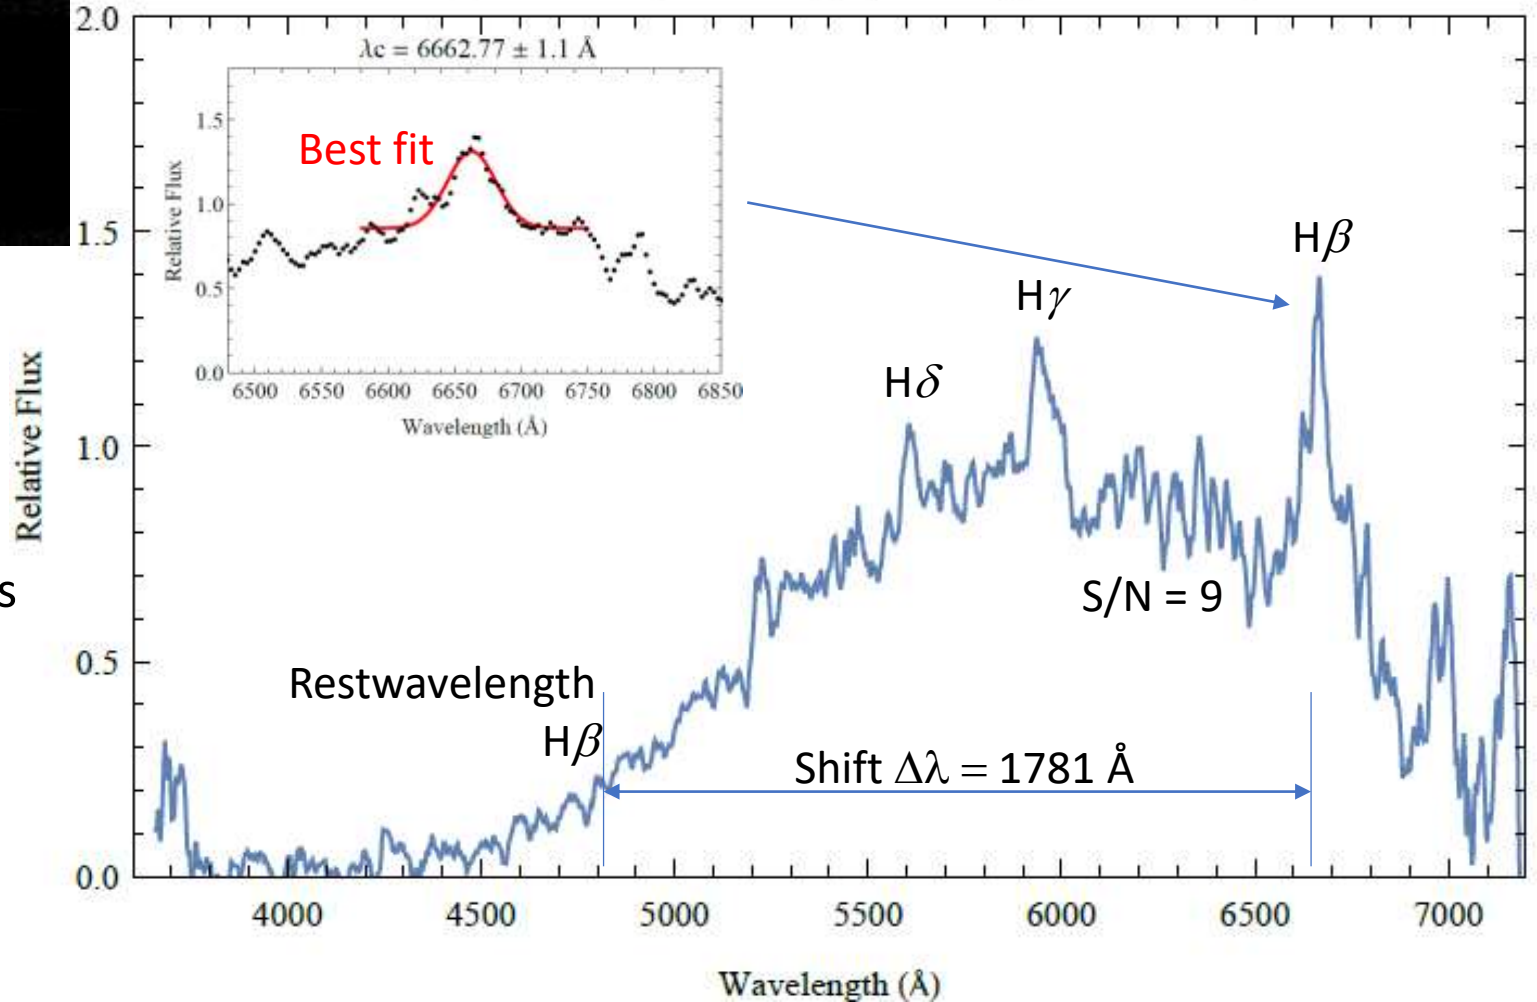 λc = 6662.77 ± 1.1 Å
Best fit
Relative Flux
1.5
1.0
0.5
0.0
6500 6550 6600 6650 6700 6750 6800 6850
Wavelength (Å)
2.0
1.5
1.0
0.5
0.0
Relative Flux
s
Hδ
Hγ
Hβ
S/N = 9
Restwavelength
Hβ
Shift Δλ = 1781 Å
4000 4500 5000 5500 6000 6500 7000
Wavelength (Å)